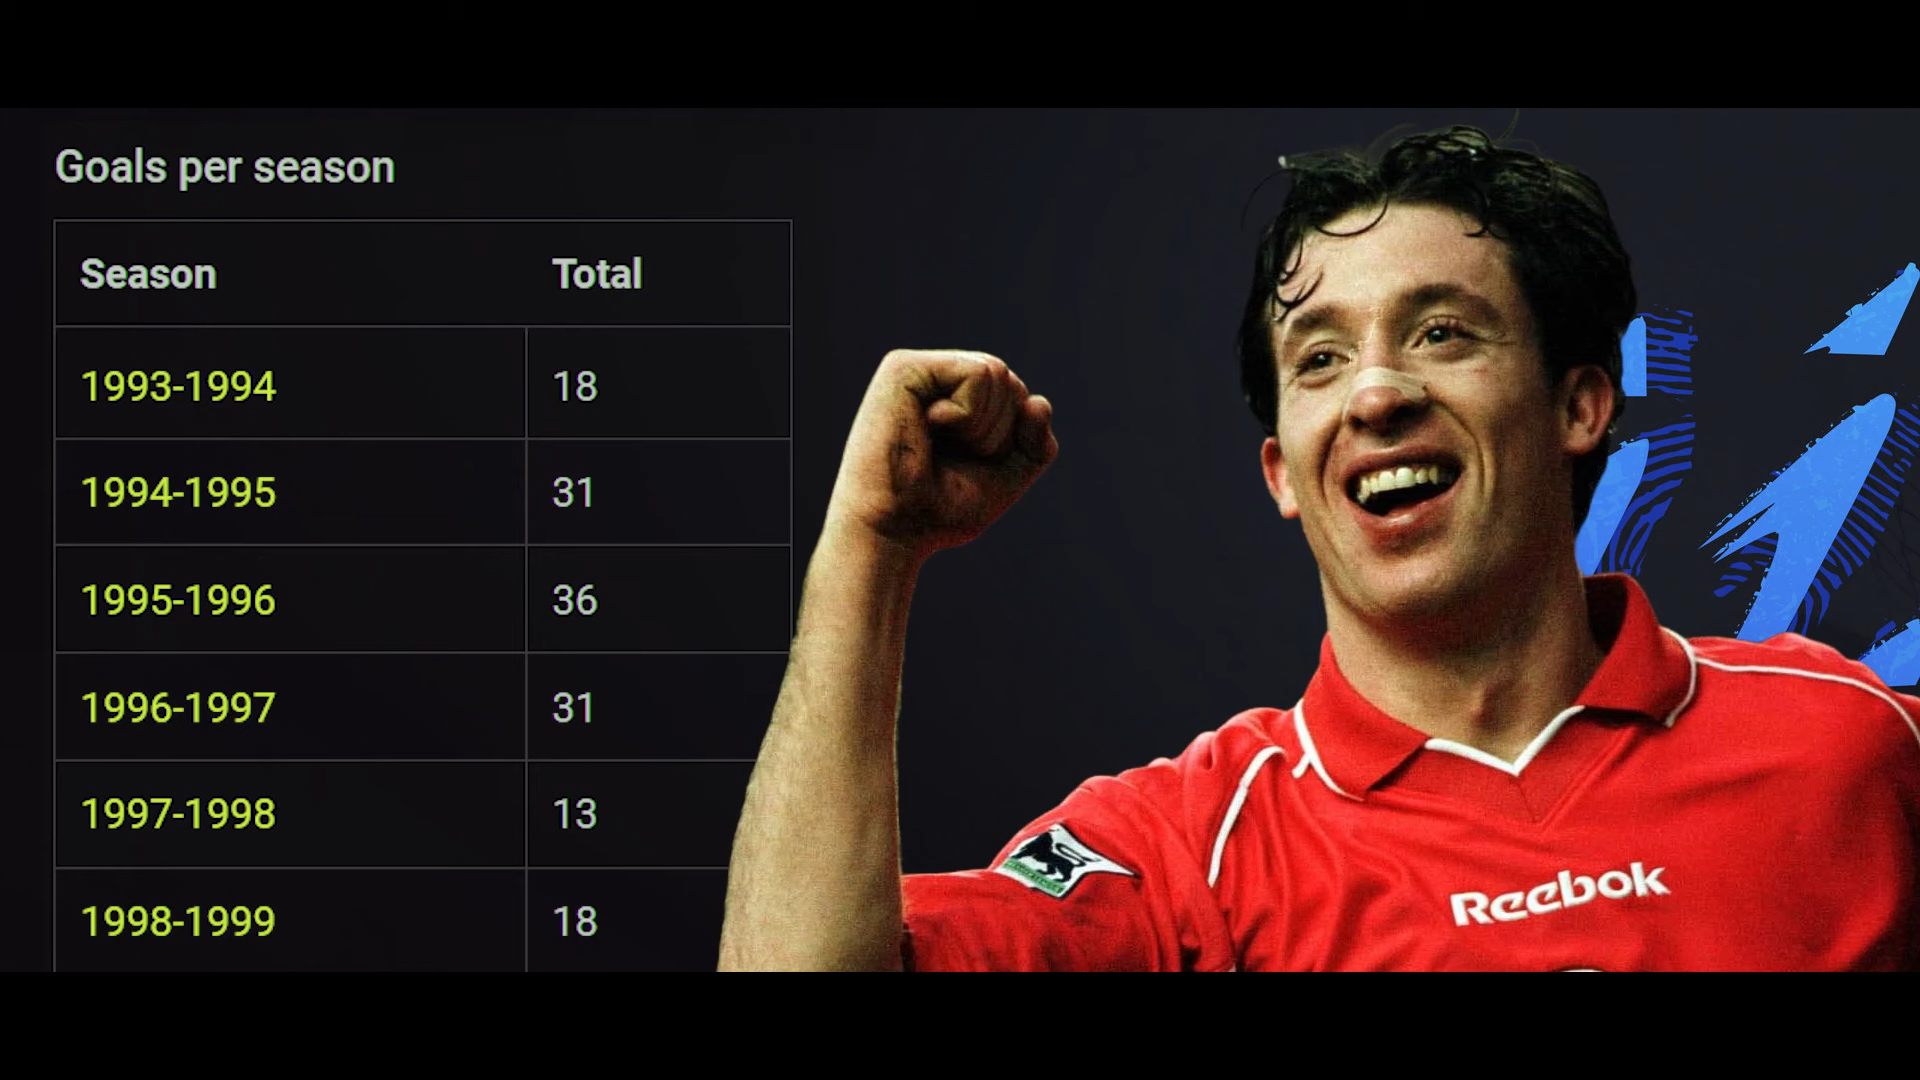 Goals per season
Season Total
1993-1994 18
1994-1995 31
1995-1996 36
1996-1997 31
1997-1998 13
1998-1999 18
Reebok